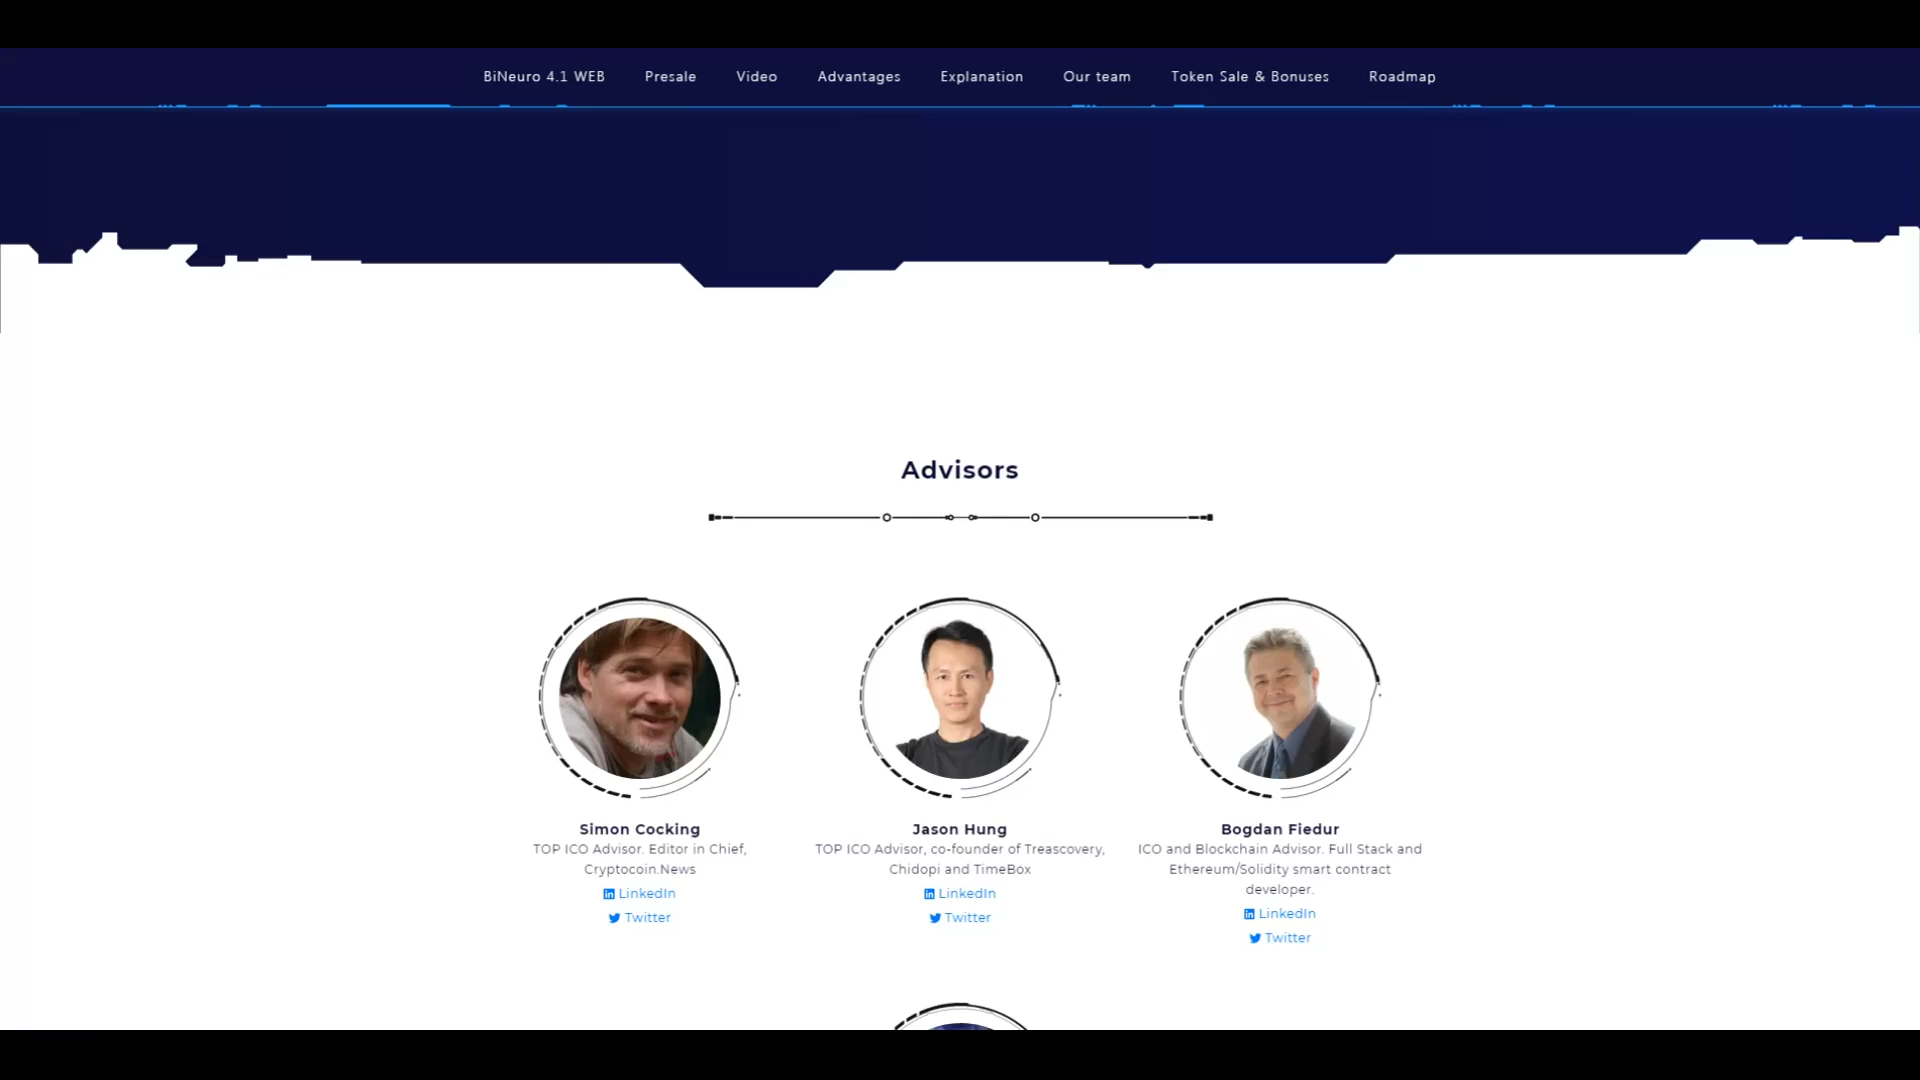 BiNeuro 4.1 WEB Presale Video Advantages Explanation Our team Token Sale & Bonuses Roadmap
Advisors
Simon Cocking
TOP ICO Advisor. Editor in Chief,
Cryptocoin.News
LinkedIn
Twitter
Jason Hung
TOP ICO Advisor, co-founder of Treascovery,
Chidopi and TimeBox
LinkedIn
Twitter
Bogdan Fiedur
ICO and Blockchain Advisor. Full Stack and
Ethereum/Solidity smart contract
developer.
LinkedIn
Twitter